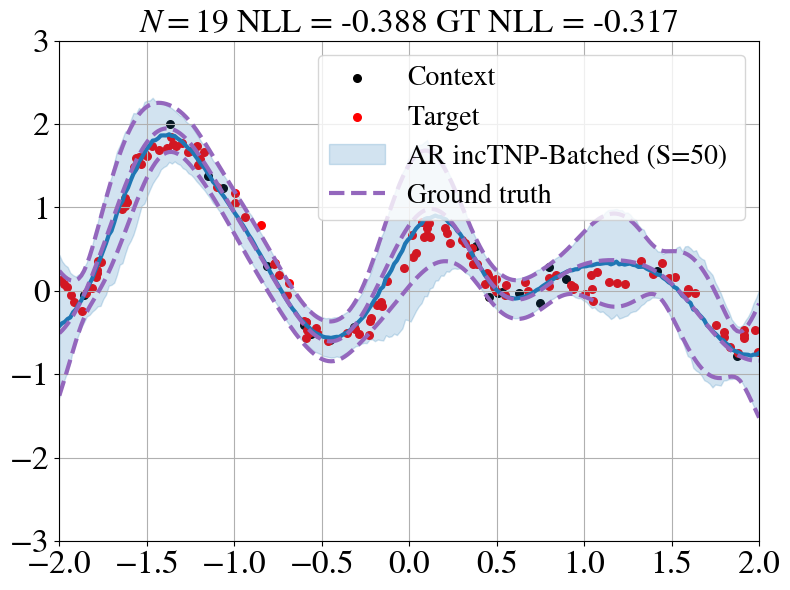 N = 19 NLL = -0.388 GT NLL = -0.317
Context
Target
AR incTNP-Batched (S=50)
Ground truth
3
2
1
0
−1
−2
−3
−2.0 −1.5 −1.0 −0.5 0.0 0.5 1.0 1.5 2.0